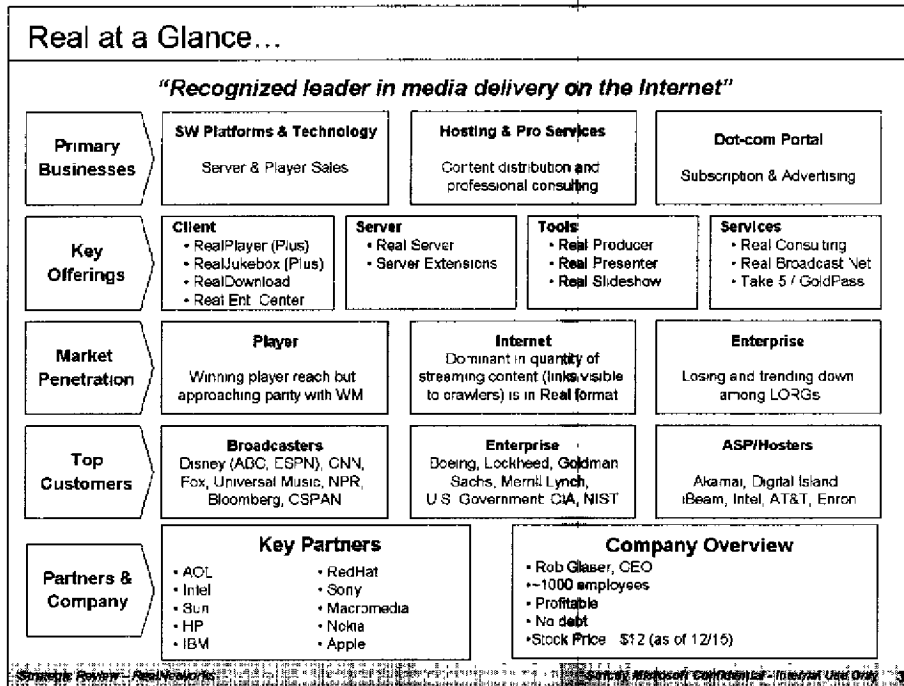 Real at a Glance...
"Recognized leader in media delivery on the Internet"
Primary
Businesses
SW Platforms & Technology
Server & Player Sales
Hosting & Pro Services
Content distribution and
professional consulting
Dot-com Portal
Subscription & Advertising
Key
Offerings
Client
• RealPlayer (Plus)
• RealJukebox (Plus)
• RealDownload
• Real Ent. Center
Server
• Real Server
• Server Extensions
Tools
• Real Producer
• Real Presenter
• Real Slideshow
Services
• Real Consulting
• Real Broadcast Net
• Take 5 / GoldPass
Market
Penetration
Player
Winning player reach but
approaching parity with WM
Internet
Dominant in quantity of
streaming content (links visible
to crawlers) is in Real format
Enterprise
Losing and trending down
among LORGs
Top
Customers
Broadcasters
Disney (ABC, ESPN), CNN,
Fox, Universal Music, NPR,
Bloomberg, CSPAN
Enterprise
Boeing, Lockheed, Goldman
Sachs, Merrill Lynch,
U.S. Government: CIA, NIST
ASP/Hosters
Akamai, Digital Island
iBeam, Intel, AT&T, Enron
Partners &
Company
Key Partners
• AOL
• Intel
• Sun
• HP
• IBM
• RedHat
• Sony
• Macromedia
• Nokia
• Apple
Company Overview
• Rob Glaser, CEO
•~1000 employees
• Profitable
• No debt
•Stock Price $12 (as of 12/15)
Strategic Review - RealNetworks
Strictly Microsoft Confidential - Internal Use Only 3